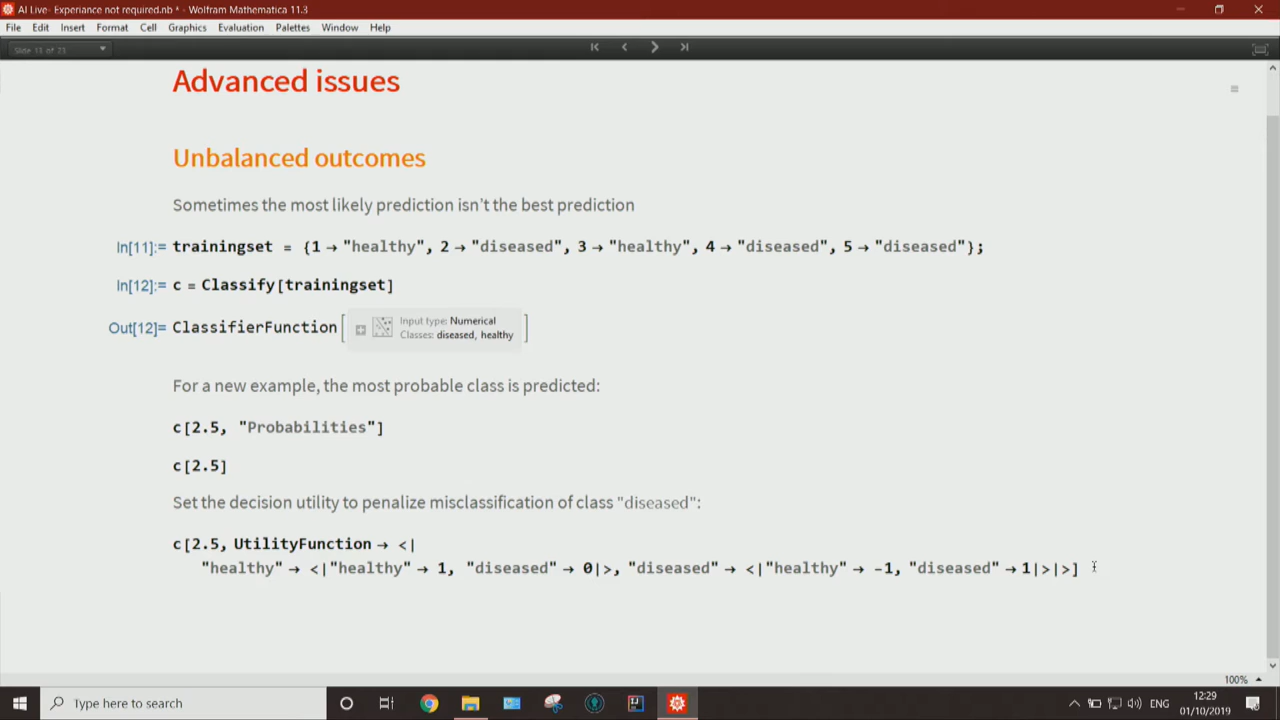 AI Live- Experiance not required.nb * - Wolfram Mathematica 11.3
File Edit Insert Format Cell Graphics Evaluation Palettes Window Help
Slide 11 of 23
Advanced issues
Unbalanced outcomes
Sometimes the most likely prediction isn't the best prediction
In[11]:= trainingset = {1 → "healthy", 2 → "diseased", 3 → "healthy", 4 → "diseased", 5 → "diseased"};
In[12]:= c = Classify[trainingset]
Out[12]= ClassifierFunction[
Input type: Numerical
Classes: diseased, healthy
]
For a new example, the most probable class is predicted:
c[2.5, "Probabilities"]
c[2.5]
Set the decision utility to penalize misclassification of class "diseased":
c[2.5, UtilityFunction → <|
"healthy" → <|"healthy" → 1, "diseased" → 0|>, "diseased" → <|"healthy" → -1, "diseased" → 1|>|>]
100%
Type here to search
ENG
12:29
01/10/2019